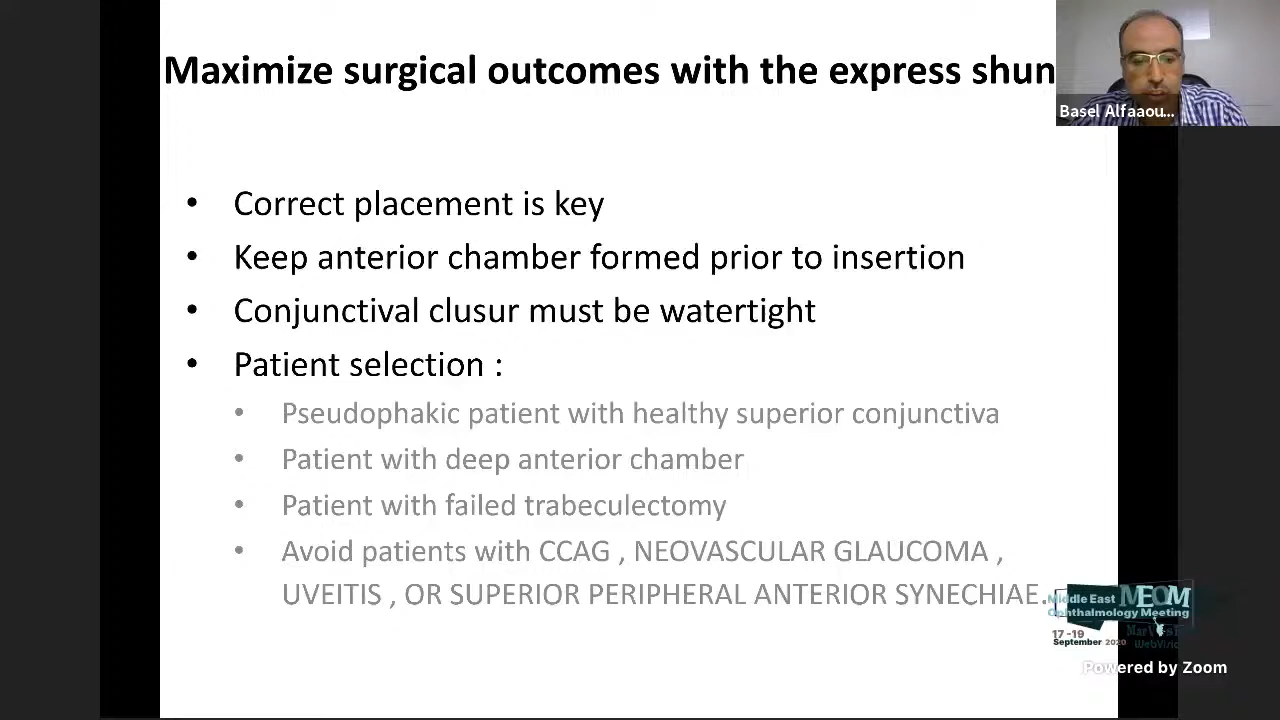 Maximize surgical outcomes with the express shun
Basel Alfaaou...
• Correct placement is key
• Keep anterior chamber formed prior to insertion
• Conjunctival clusur must be watertight
• Patient selection :
• Pseudophakic patient with healthy superior conjunctiva
• Patient with deep anterior chamber
• Patient with failed trabeculectomy
• Avoid patients with CCAG , NEOVASCULAR GLAUCOMA ,
UVEITIS , OR SUPERIOR PERIPHERAL ANTERIOR SYNECHIAE.
Middle East MEOM
Ophthalmology Meeting
17 -19
September 2020
Powered by Zoom